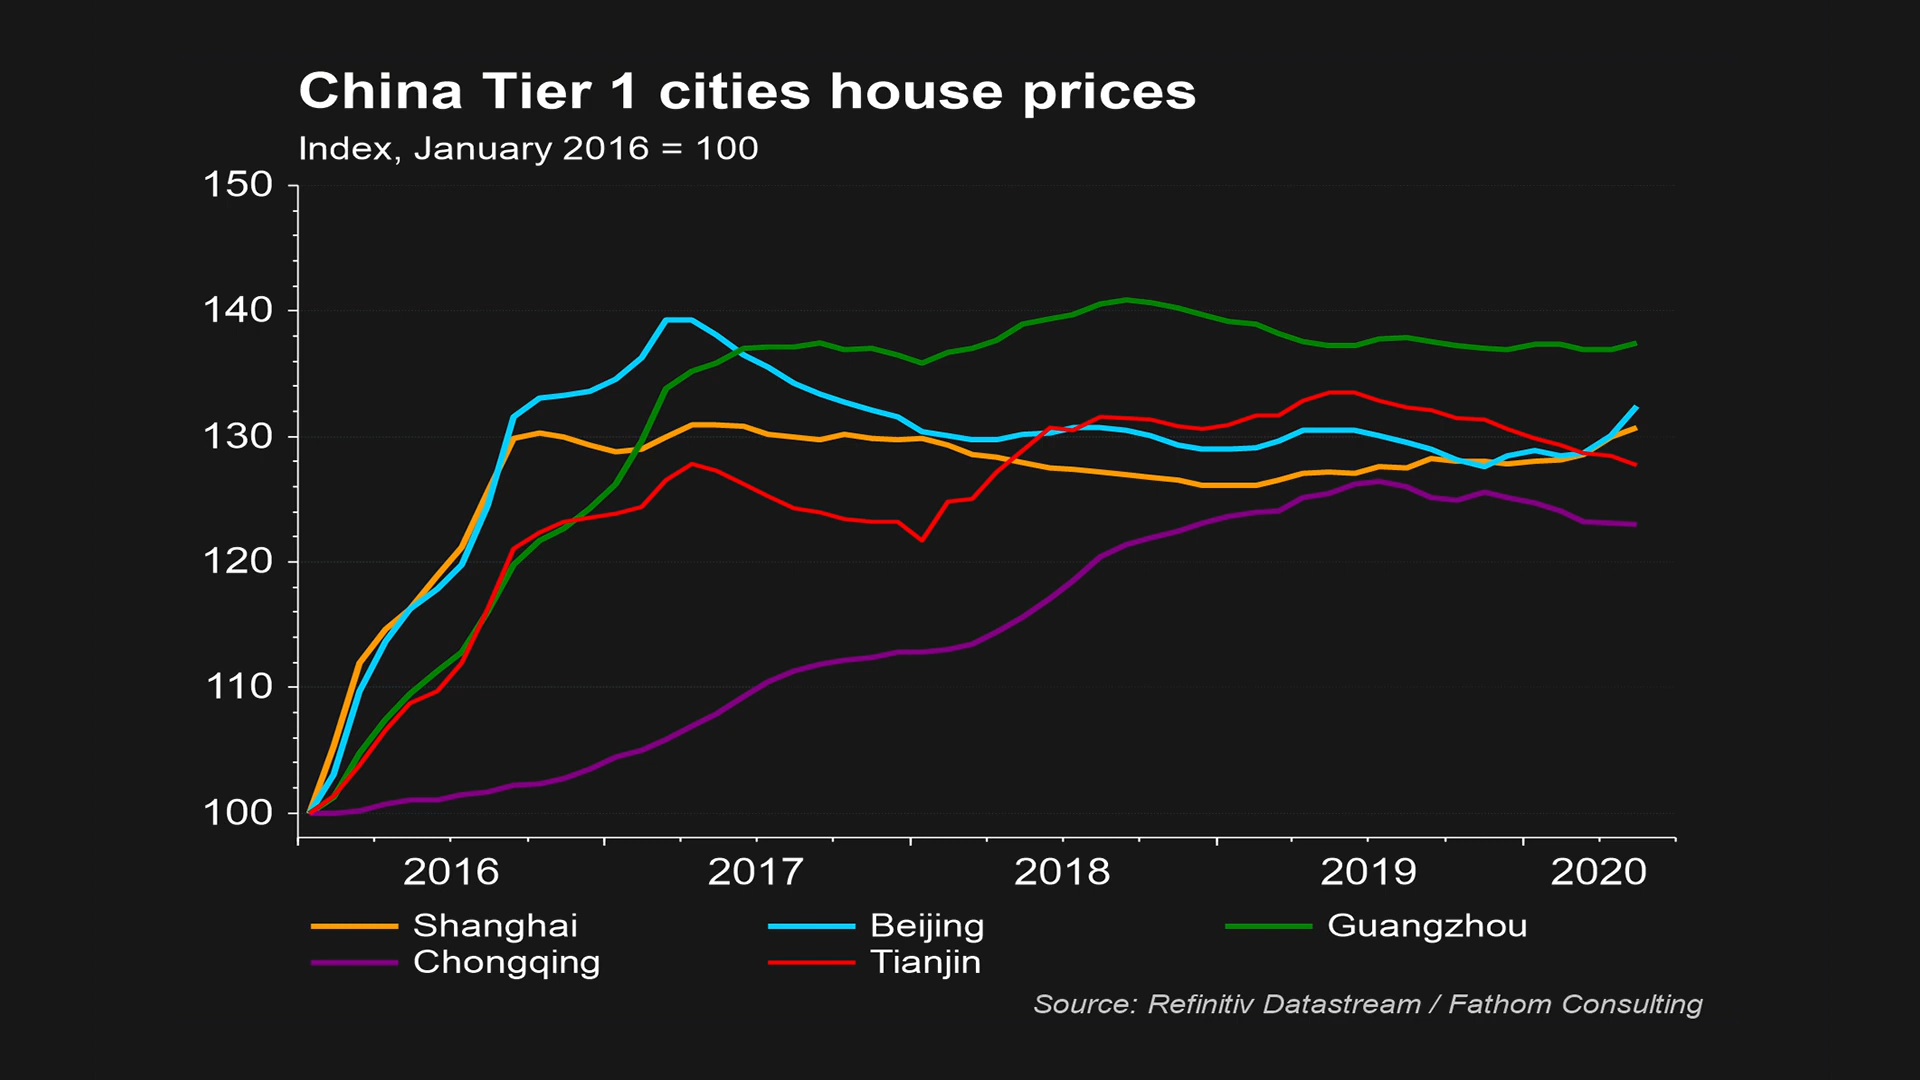 China Tier 1 cities house prices
Index, January 2016 = 100
150
140
130
120
110
100
2016 2017 2018 2019 2020
Shanghai Beijing Guangzhou
Chongqing Tianjin
Source: Refinitiv Datastream / Fathom Consulting